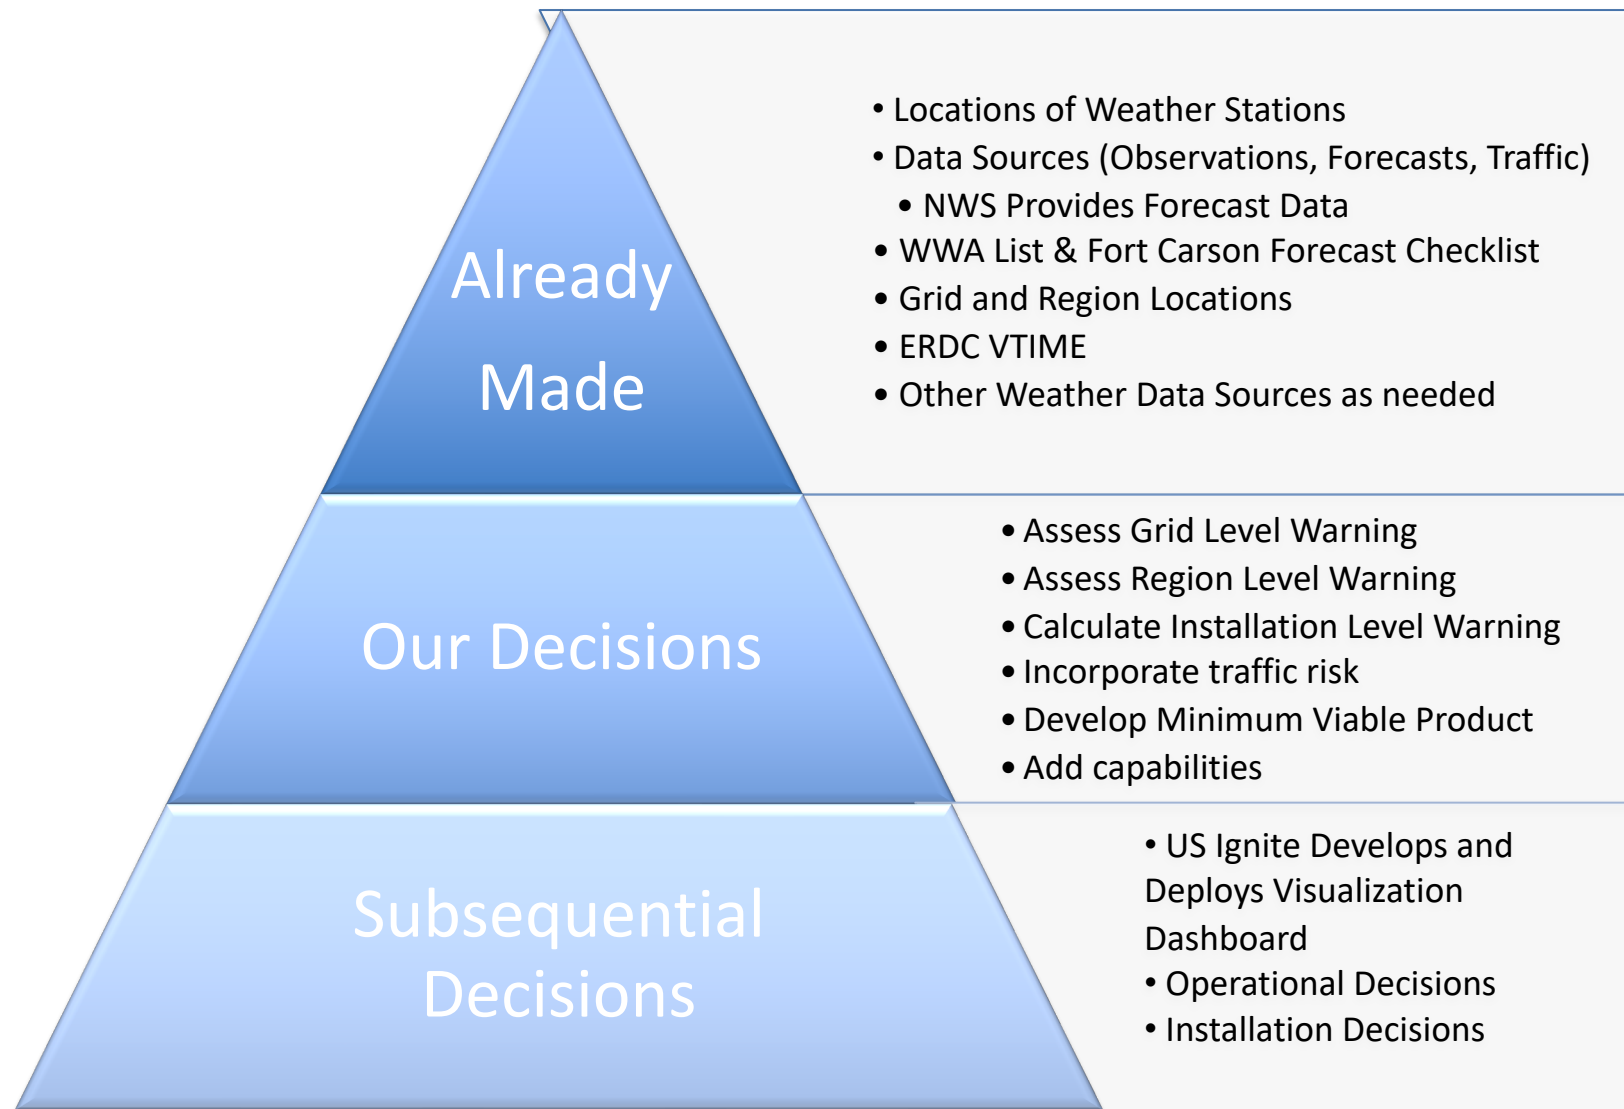 Already
Made
• Locations of Weather Stations
• Data Sources (Observations, Forecasts, Traffic)
• NWS Provides Forecast Data
• WWA List & Fort Carson Forecast Checklist
• Grid and Region Locations
• ERDC VTIME
• Other Weather Data Sources as needed
Our Decisions
• Assess Grid Level Warning
• Assess Region Level Warning
• Calculate Installation Level Warning
• Incorporate traffic risk
• Develop Minimum Viable Product
• Add capabilities
Subsequential
Decisions
• US Ignite Develops and
Deploys Visualization
Dashboard
• Operational Decisions
• Installation Decisions